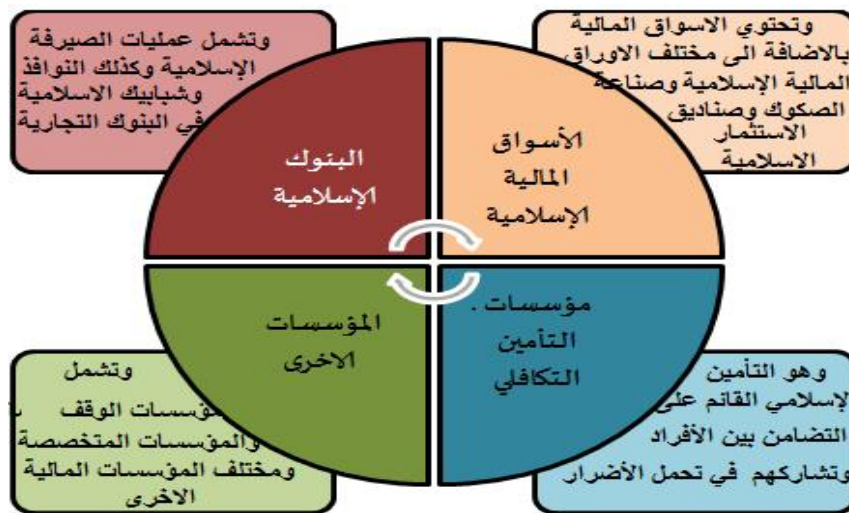 وتحتوي الاسواق المالية
بالاضافة الى مختلف الاوراق
المالية الإسلامية وصناعة
الصكوك وصناديق
الاستثمار
الاسلامية
الأسواق
المالية
الإسلامية
وتشمل عمليات الصيرفة
الإسلامية وكذلك النوافذ
وشبابيك الاسلامية
في البنوك التجارية
البنوك
الإسلامية
مؤسسات .
التأمين
التكافلي
وهو التأمين
لإسلامي القائم على
التضامن بين الأفراد
وتشاركهم في تحمل الأضرار
المؤسسات
الاخرى
وتشمل
ؤسسات الوقف
والمؤسسات المتخصصة
ومختلف المؤسسات المالية
الاخرى